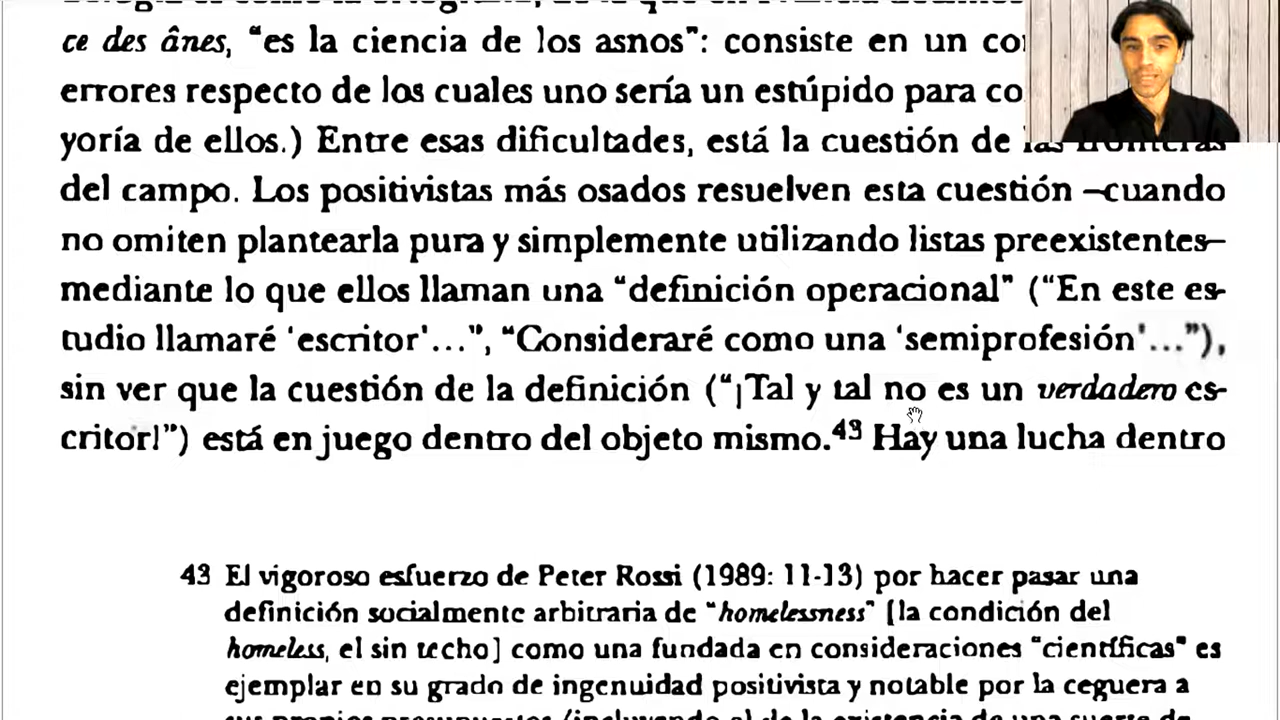 ce des ânes, “es la ciencia de los asnos”: consiste en un
errores respecto de los cuales uno sería un estúpido para
yoría de ellos.) Entre esas dificultades, está la cuestión de las fronteras
del campo. Los positivistas más osados resuelven esta cuestión –cuando
no omiten plantearla pura y simplemente utilizando listas preexistentes–
mediante lo que ellos llaman una “definición operacional” (“En este es-
tudio llamaré ‘escritor’…”, “Consideraré como una ‘semiprofesión’…”),
sin ver que la cuestión de la definición (“¡Tal y tal no es un verdadero es-
critor!”) está en juego dentro del objeto mismo.43 Hay una lucha dentro
43 El vigoroso esfuerzo de Peter Rossi (1989: 11-13) por hacer pasar una
definición socialmente arbitraria de “homelessness” [la condición del
homeless, el sin techo] como una fundada en consideraciones “científicas” es
ejemplar en su grado de ingenuidad positivista y notable por la ceguera a